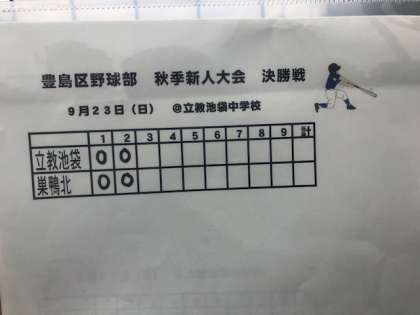 豊島区野球部 秋季新人大会 決勝戦
9月23日(日) @立教池袋中学校
1 2 3 4 5 6 7 8 9 計
立教池袋 0 0
巣鴨北 0 0